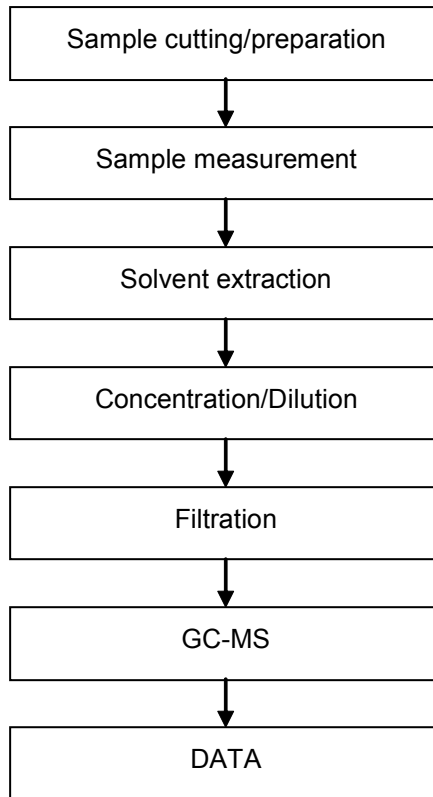 Sample cutting/preparation
Sample measurement
Solvent extraction
Concentration/Dilution
Filtration
GC-MS
DATA